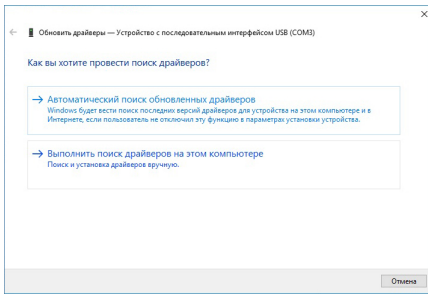 Обновить драйверы — Устройство с последовательным интерфейсом USB (COM3)
Как вы хотите провести поиск драйверов?
Автоматический поиск обновленных драйверов
Windows будет вести поиск последних версий драйверов для устройства на этом компьютере и в
Интернете, если пользователь не отключил эту функцию в параметрах установки устройства.
Выполнить поиск драйверов на этом компьютере
Поиск и установка драйверов вручную.
Отмена